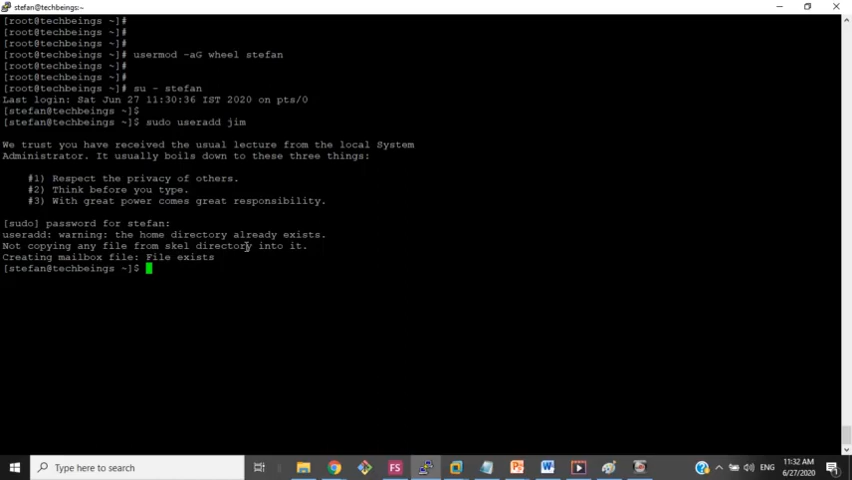 stefan@techbeings:~
[root@techbeings ~]#
[root@techbeings ~]#
[root@techbeings ~]#
[root@techbeings ~]# usermod -aG wheel stefan
[root@techbeings ~]#
[root@techbeings ~]#
[root@techbeings ~]# su - stefan
Last login: Sat Jun 27 11:30:36 IST 2020 on pts/0
[stefan@techbeings ~]$
[stefan@techbeings ~]$ sudo useradd jim
We trust you have received the usual lecture from the local System
Administrator. It usually boils down to these three things:
#1) Respect the privacy of others.
#2) Think before you type.
#3) With great power comes great responsibility.
[sudo] password for stefan:
useradd: warning: the home directory already exists.
Not copying any file from skel directory into it.
Creating mailbox file: File exists
[stefan@techbeings ~]$
Type here to search
FS
ENG
11:32 AM
6/27/2020